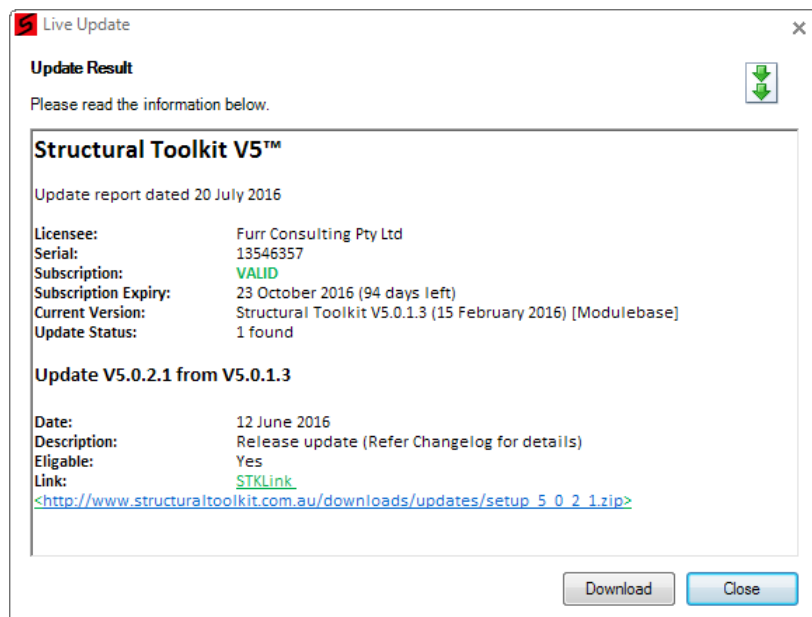 Live Update
Update Result
Please read the information below.
Structural Toolkit V5™
Update report dated 20 July 2016
Licensee: Furr Consulting Pty Ltd
Serial: 13546357
Subscription: VALID
Subscription Expiry: 23 October 2016 (94 days left)
Current Version: Structural Toolkit V5.0.1.3 (15 February 2016) [Modulebase]
Update Status: 1 found
Update V5.0.2.1 from V5.0.1.3
Date: 12 June 2016
Description: Release update (Refer Changelog for details)
Eligable: Yes
Link: STKLink
<http://www.structuraltoolkit.com.au/downloads/updates/setup_5_0_2_1.zip>
Download Close